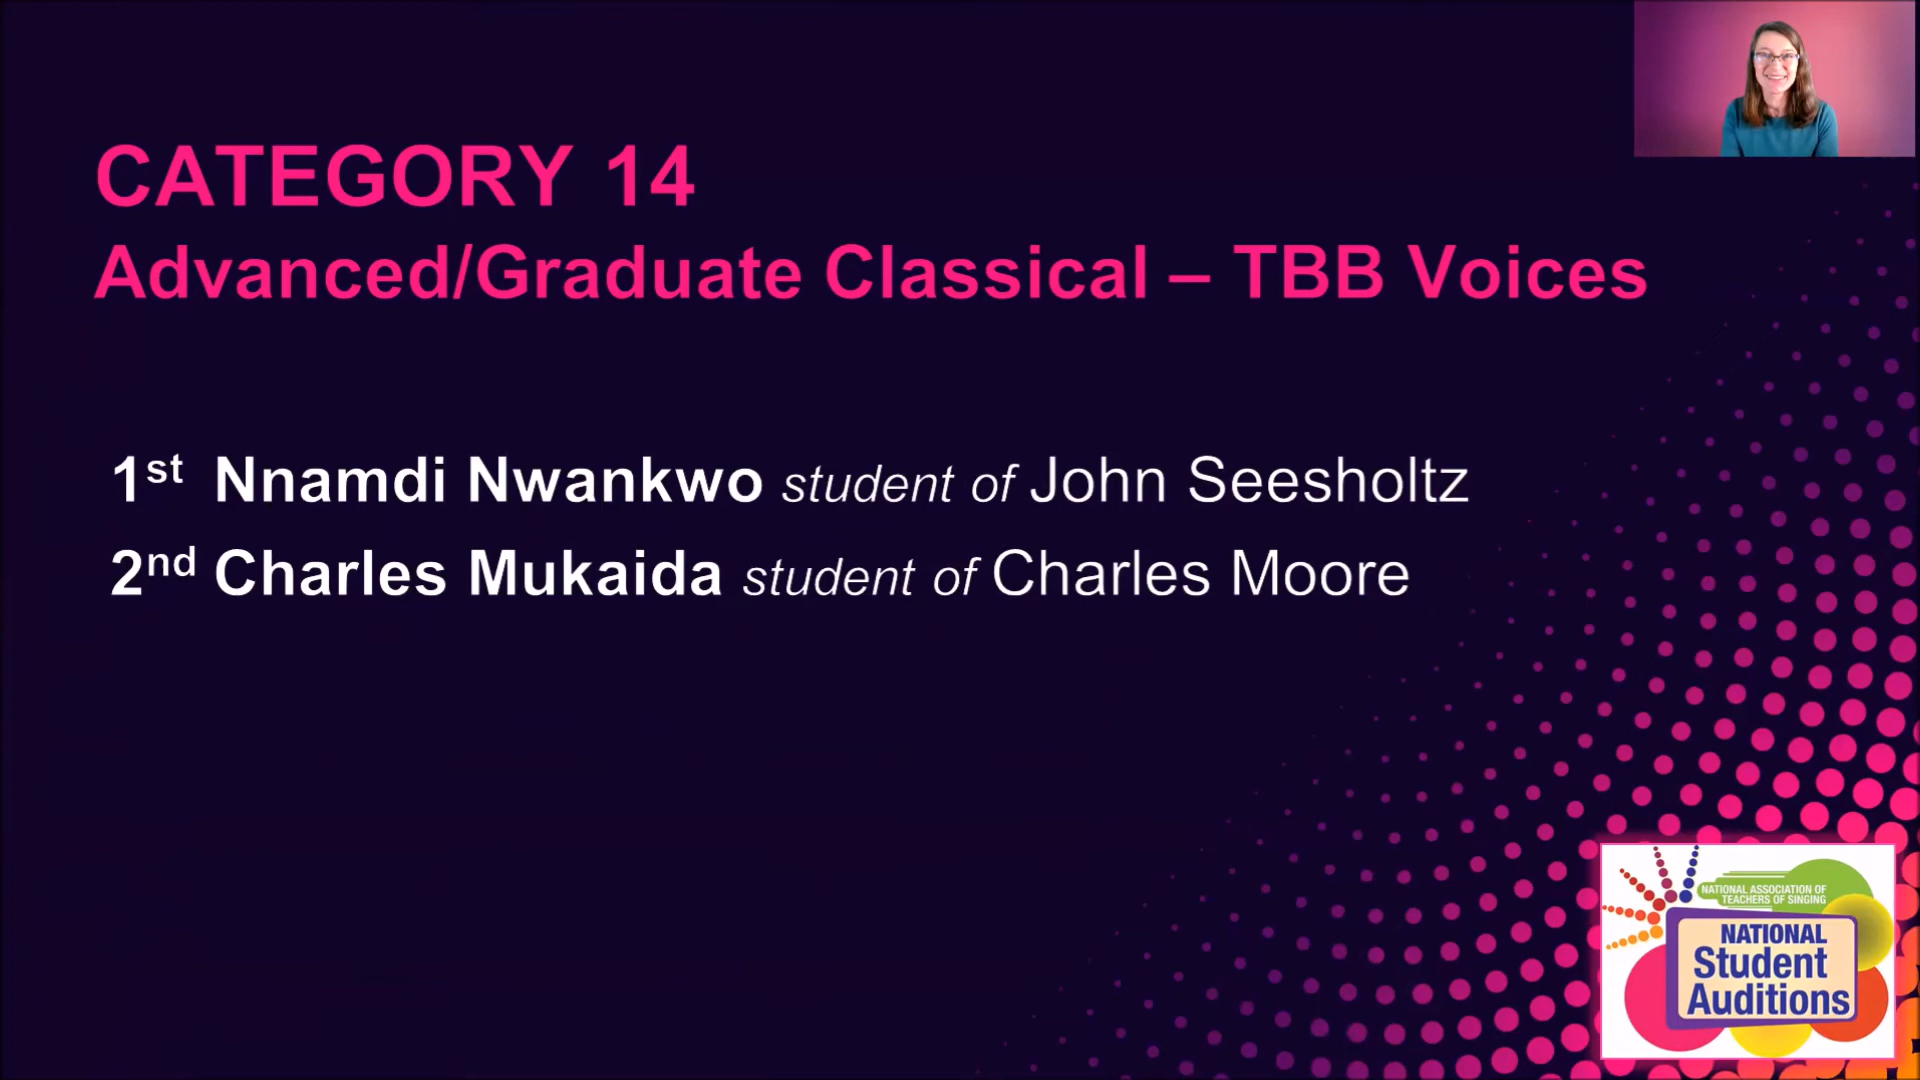 CATEGORY 14
Advanced/Graduate Classical – TBB Voices
1st Nnamdi Nwankwo student of John Seesholtz
2nd Charles Mukaida student of Charles Moore
NATIONAL ASSOCIATION OF
TEACHERS OF SINGING
NATIONAL
Student
Auditions